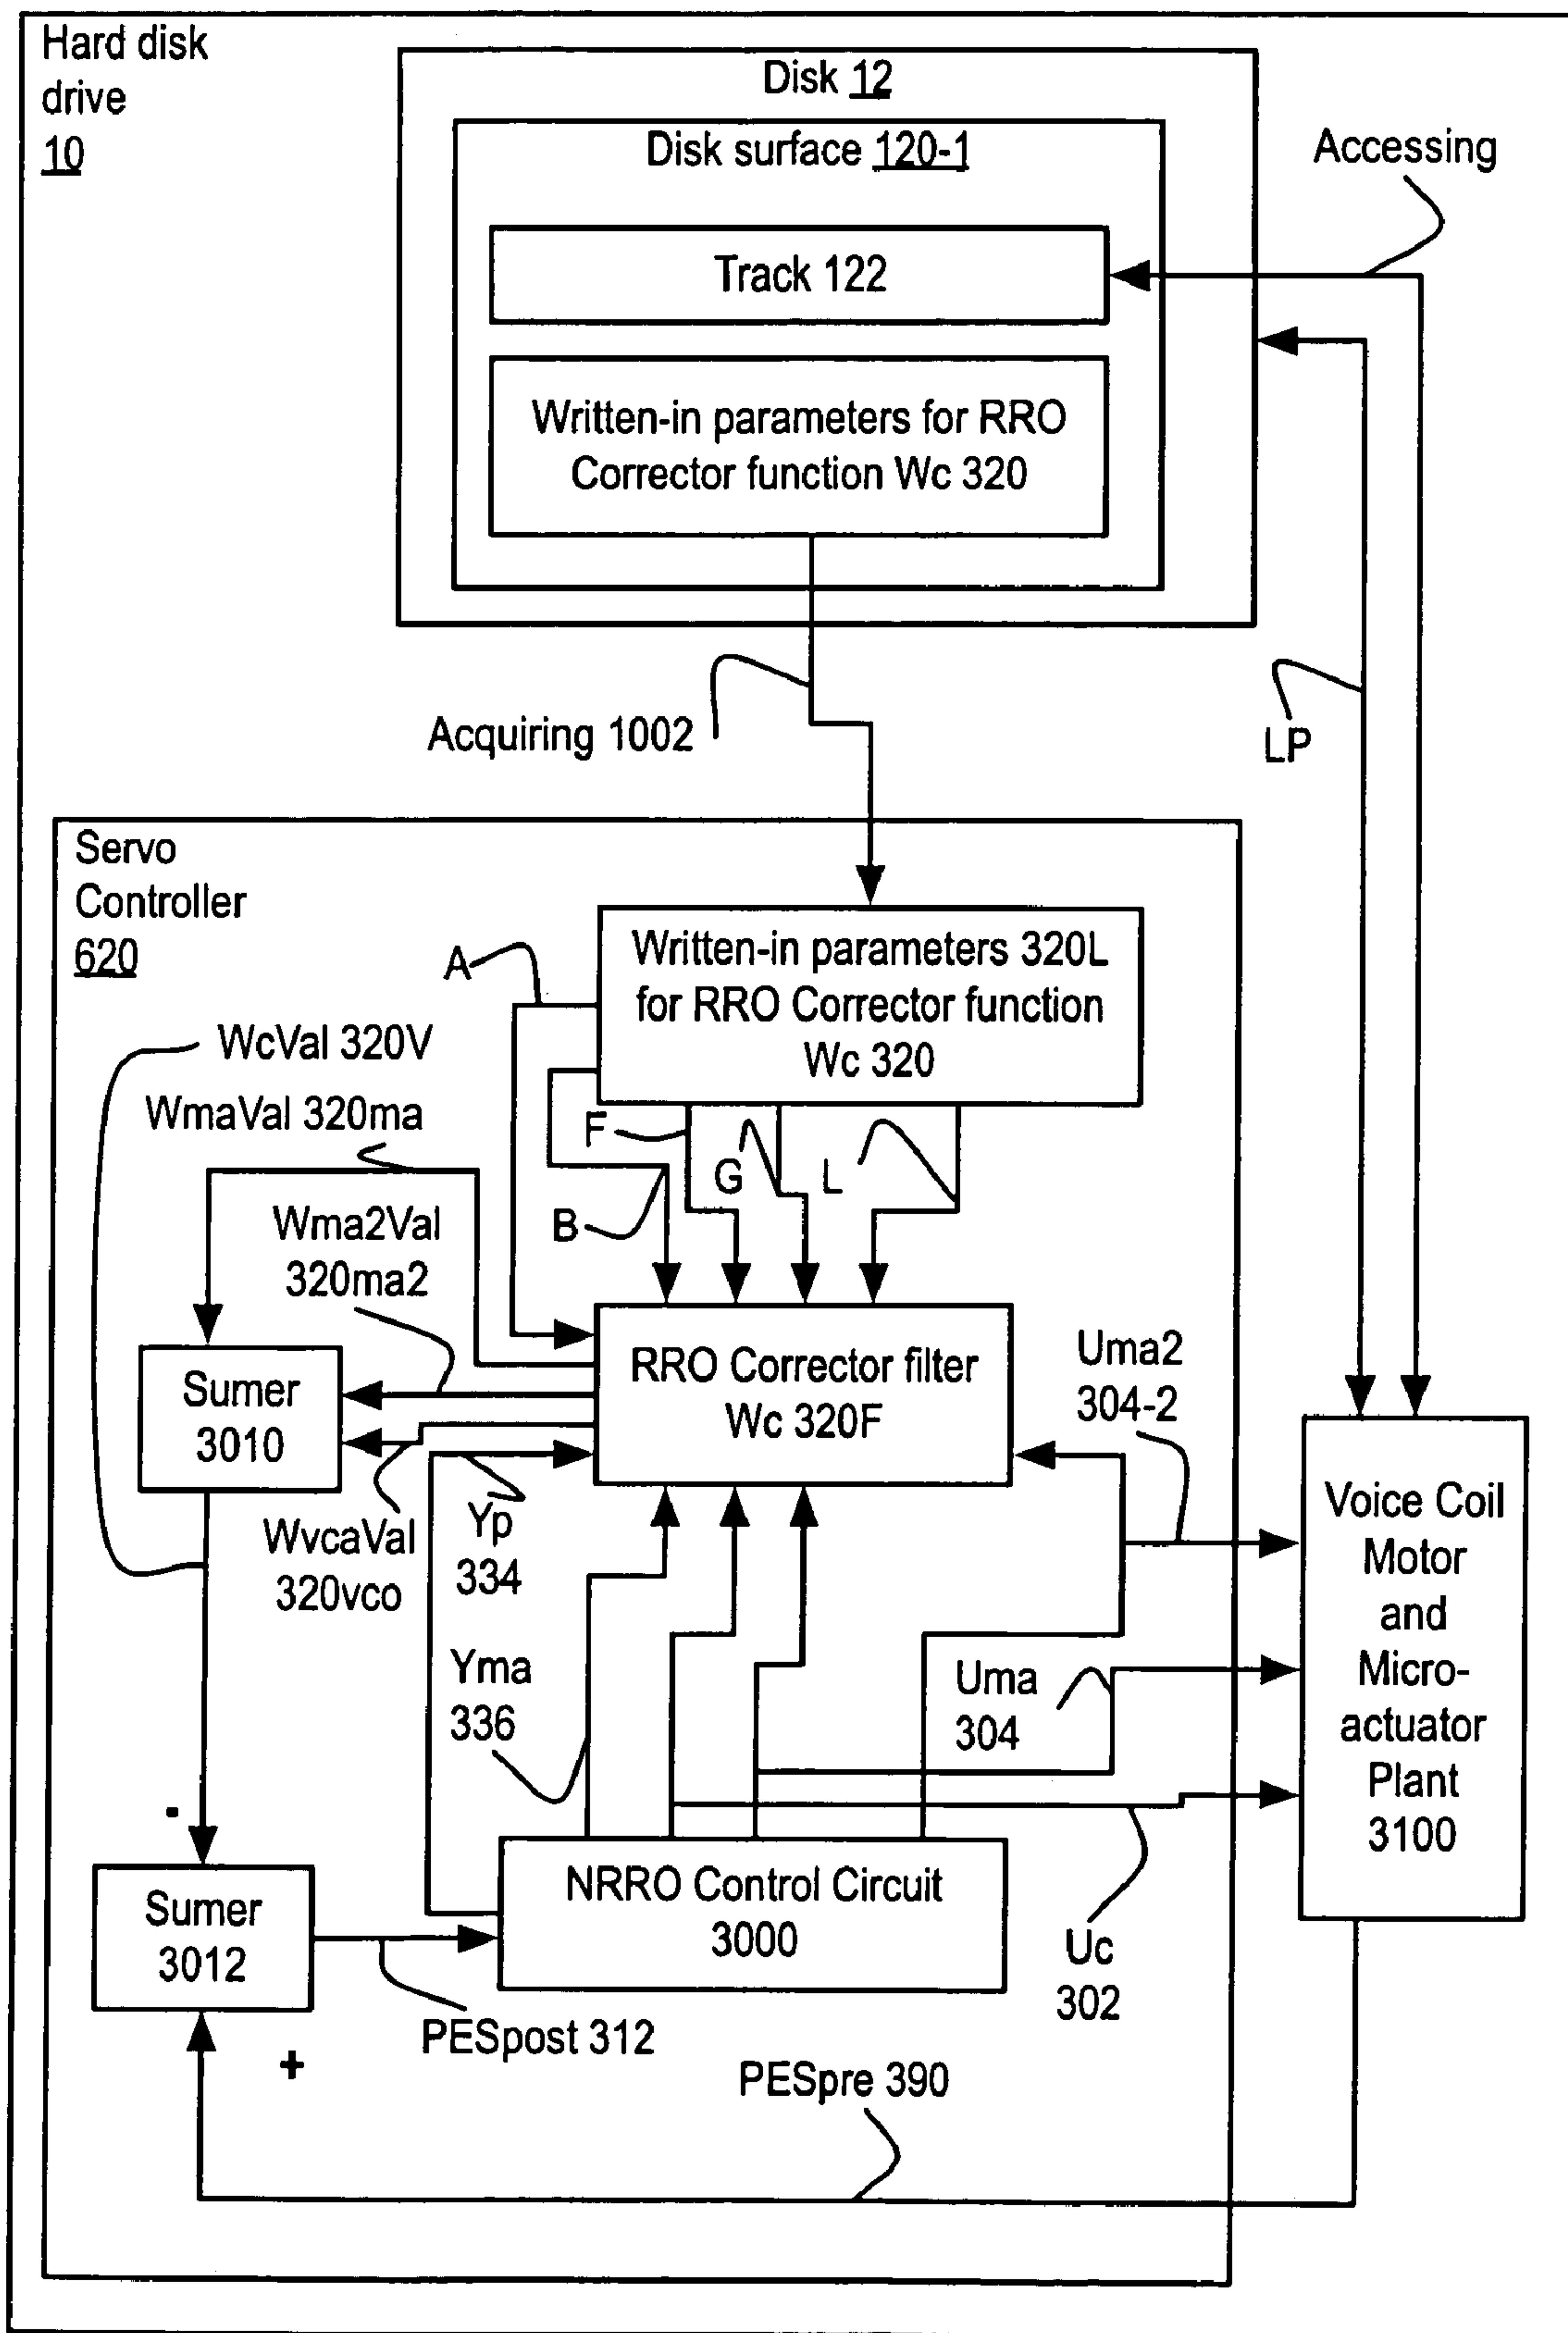 Hard disk
drive
10
Disk 12
Disk surface 120-1
Accessing
Track 122
Written-in parameters for RRO
Corrector function Wc 320
Acquiring 1002
LP
Servo
Controller
620
A
Written-in parameters 320L
for RRO Corrector function
Wc 320
WcVal 320V
WmaVal 320ma
F
G
L
B
Wma2Val
320ma2
RRO Corrector filter
Wc 320F
Uma2
304-2
Sumer
3010
WvcaVal
320vco
Yp
334
Voice Coil
Motor
and
Micro-
actuator
Plant
3100
Yma
336
Uma
304
-
NRRO Control Circuit
3000
Sumer
3012
Uc
302
PESpost 312
+
PESpre 390